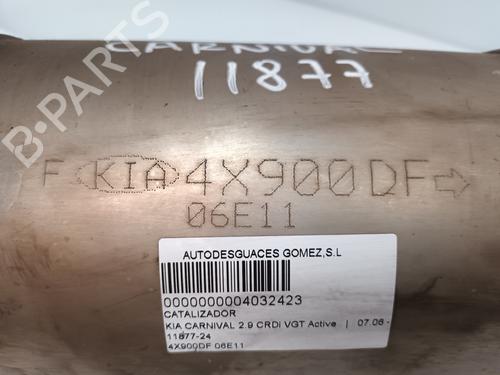 CARNIVAL
11877
B-PARTS
F KIA 4X900DF
06E11
AUTODESGUACES GOMEZ,S.L
0000000004032423
CATALIZADOR
KIA CARNIVAL 2.9 CRDi VGT Active | 07.06 -
11877-24
4X900DF 06E11